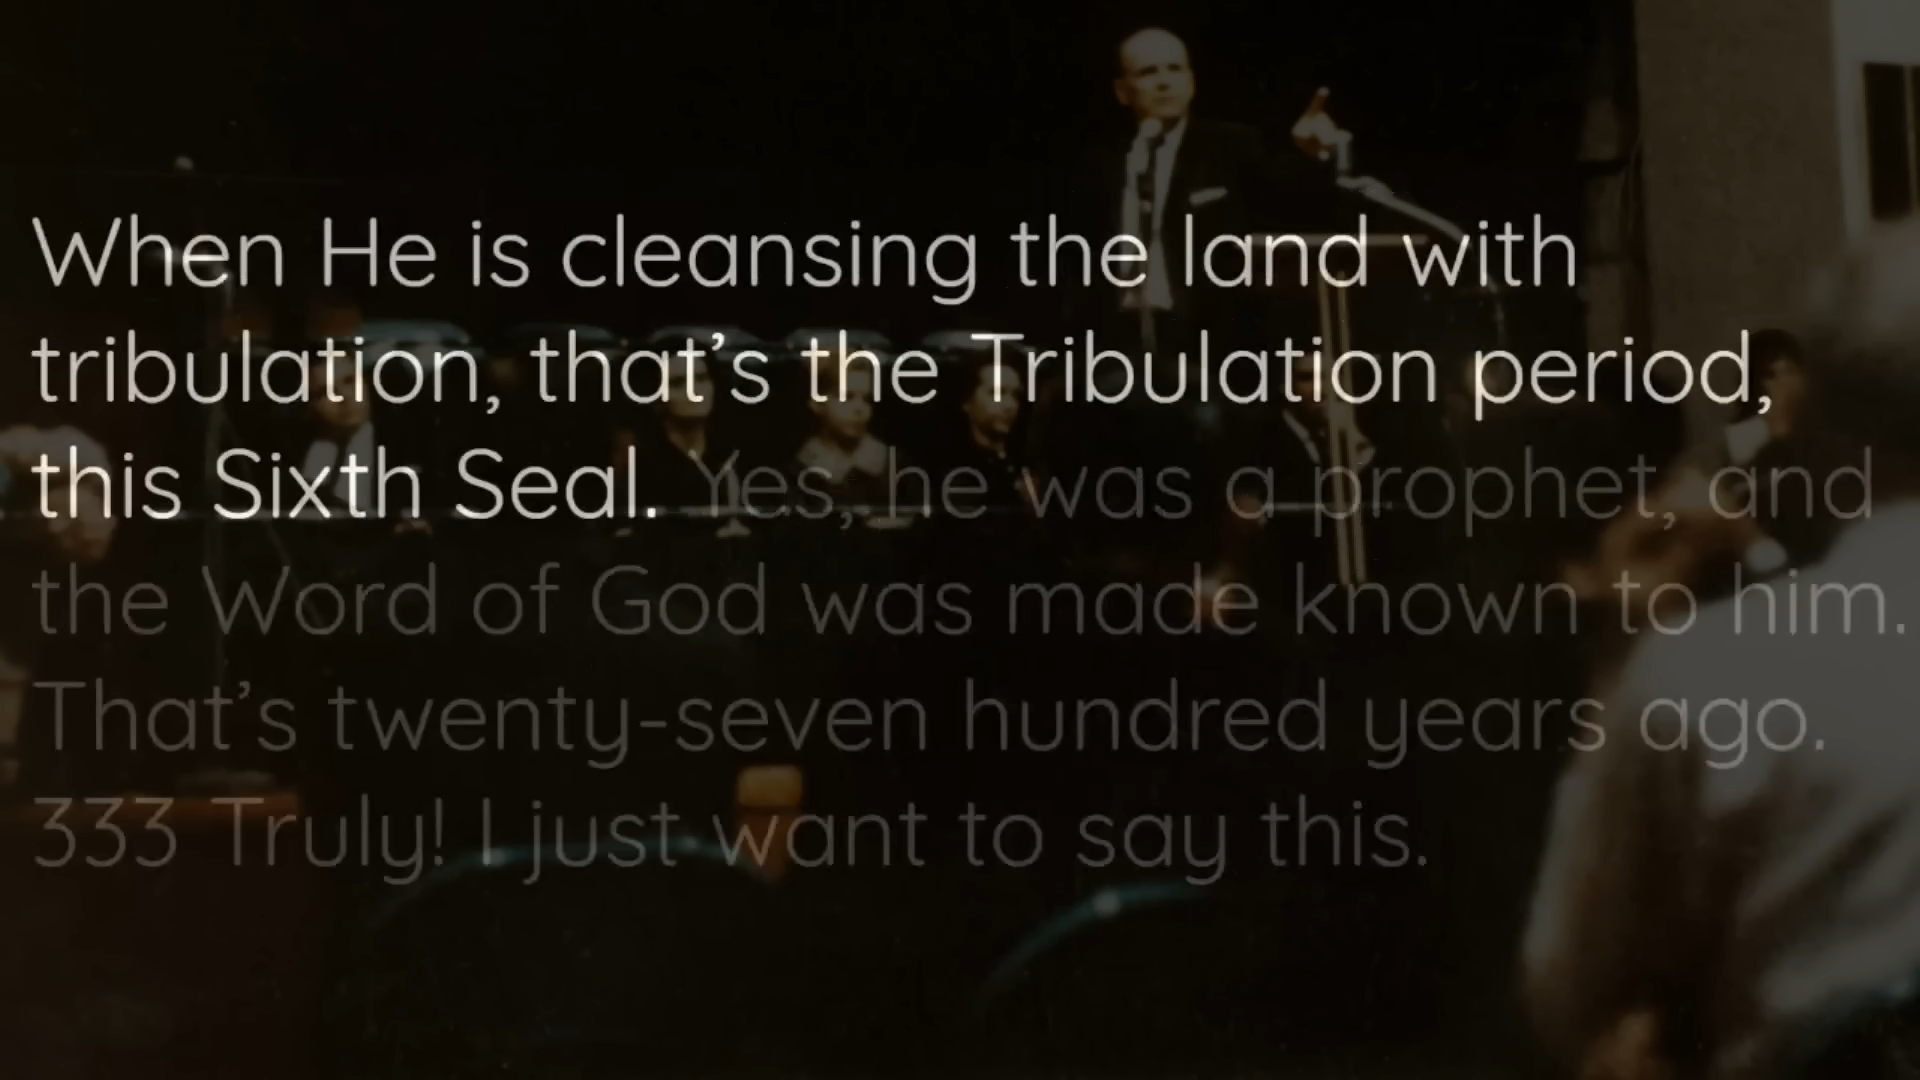 When He is cleansing the land with
tribulation, that’s the Tribulation period,
this Sixth Seal. Yes, he was a prophet, and
the Word of God was made known to him.
That’s twenty-seven hundred years ago.
333 Truly! I just want to say this.